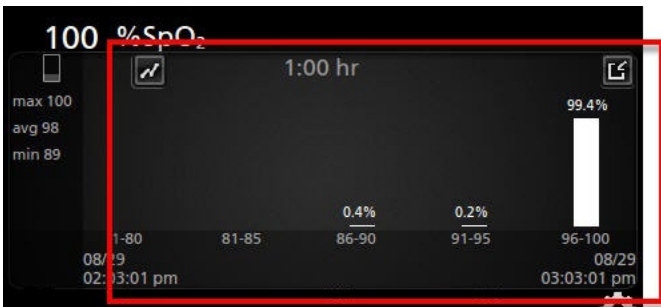 100 %SpO₂
1:00 hr
max 100
avg 98
min 89
99.4%
0.4% 0.2%
1-80 81-85 86-90 91-95 96-100
08/29 08/29
02:03:01 pm 03:03:01 pm